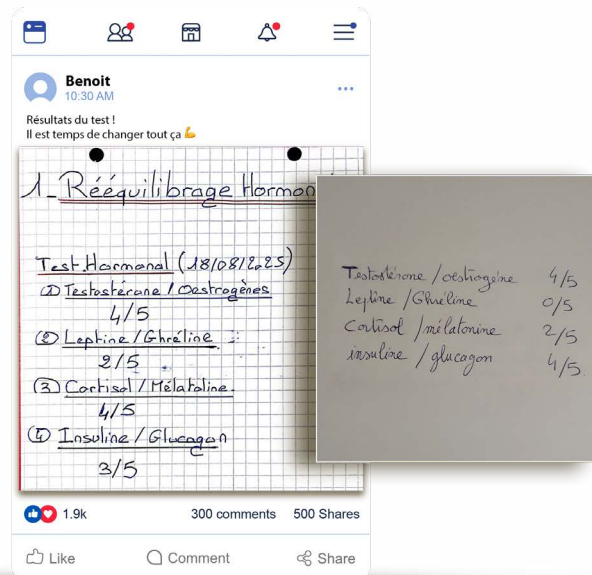 Benoit
10:30 AM
Résultats du test !
Il est temps de changer tout ça
1_ Rééquilibrage Hormon
Test Hormonal (18/08/2025)
① Testostérone / Oestrogènes
4/5
② Leptine / Ghréline
2/5
③ Cortisol / Mélatoline.
4/5
④ Insuline / Glucagon
3/5
Testostérone / oestrogène 4/5
Leptine / Ghréline 0/5
Cortisol / mélatonine 2/5
insuline / glucagon 4/5
1.9k 300 comments 500 Shares
Like Comment Share